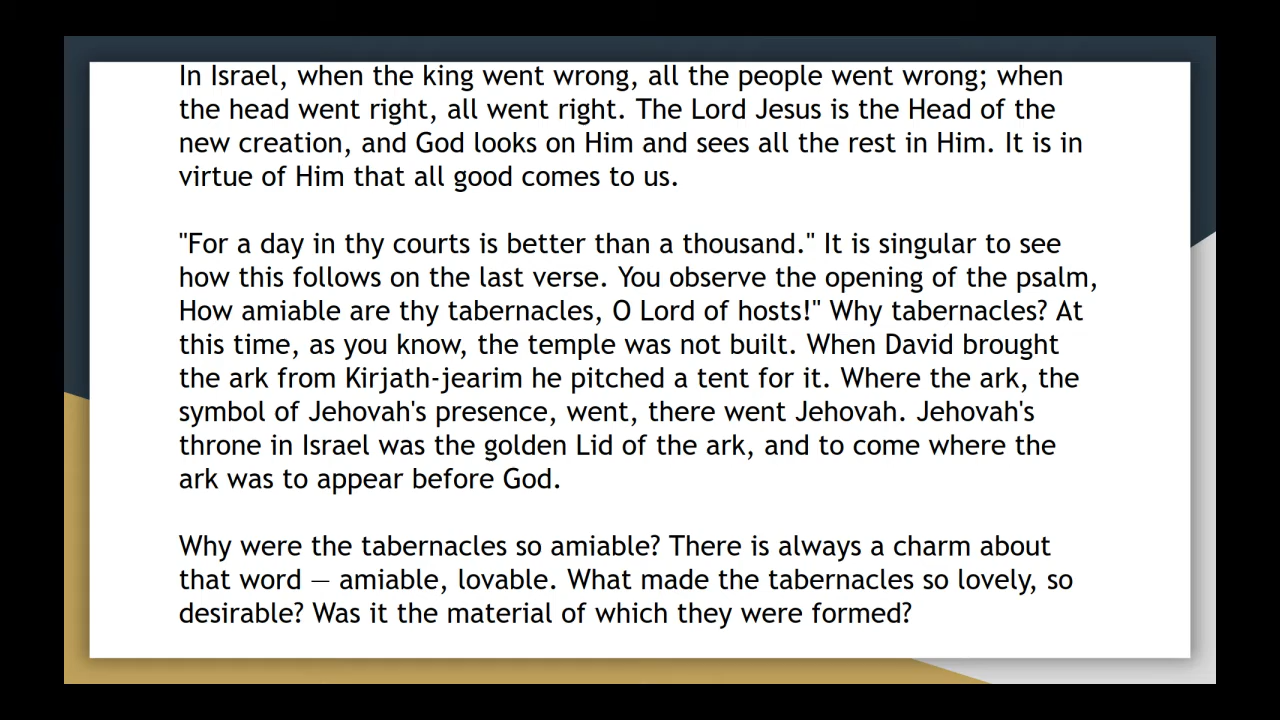 In Israel, when the king went wrong, all the people went wrong; when
the head went right, all went right. The Lord Jesus is the Head of the
new creation, and God looks on Him and sees all the rest in Him. It is in
virtue of Him that all good comes to us.
"For a day in thy courts is better than a thousand." It is singular to see
how this follows on the last verse. You observe the opening of the psalm,
How amiable are thy tabernacles, O Lord of hosts!" Why tabernacles? At
this time, as you know, the temple was not built. When David brought
the ark from Kirjath-jearim he pitched a tent for it. Where the ark, the
symbol of Jehovah's presence, went, there went Jehovah. Jehovah's
throne in Israel was the golden Lid of the ark, and to come where the
ark was to appear before God.
Why were the tabernacles so amiable? There is always a charm about
that word — amiable, lovable. What made the tabernacles so lovely, so
desirable? Was it the material of which they were formed?